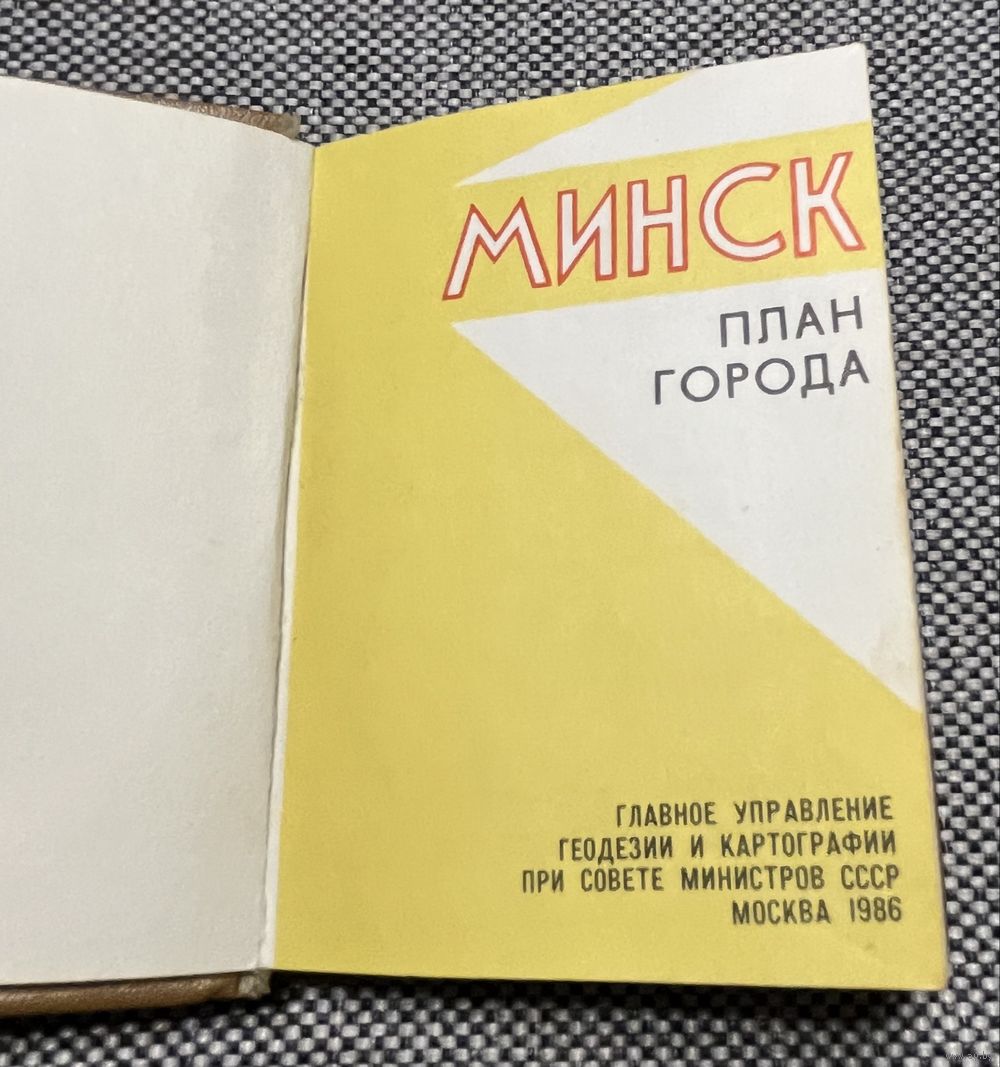 МИНСК
ПЛАН
ГОРОДА
ГЛАВНОЕ УПРАВЛЕНИЕ
ГЕОДЕЗИИ И КАРТОГРАФИИ
ПРИ СОВЕТЕ МИНИСТРОВ СССР
МОСКВА 1986